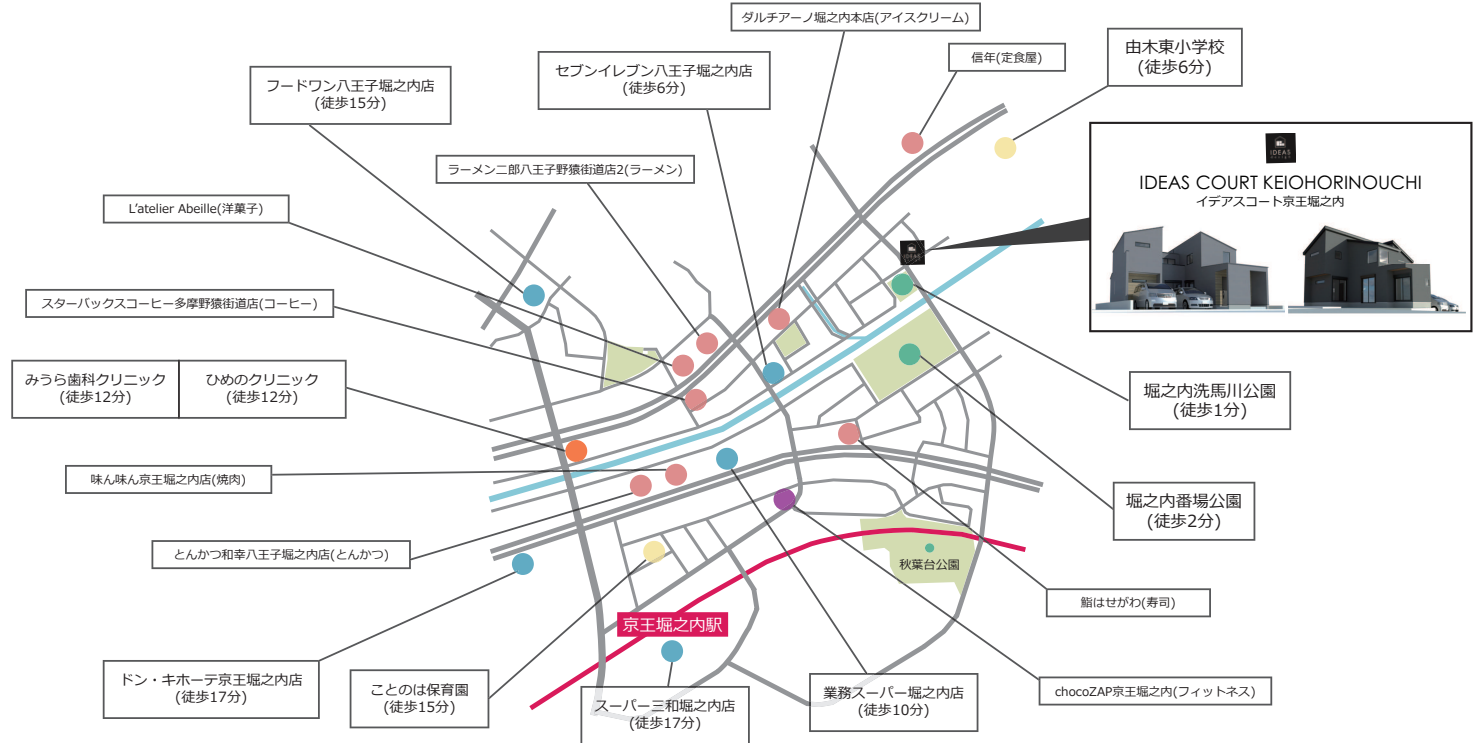 ダルチアーノ堀之内本店(アイスクリーム)
信年(定食屋)
由木東小学校
(徒歩6分)
セブンイレブン八王子堀之内店
(徒歩6分)
フードワン八王子堀之内店
(徒歩15分)
ラーメン二郎八王子野猿街道店2(ラーメン)
L'atelier Abeille(洋菓子)
スターバックスコーヒー多摩野猿街道店(コーヒー)
みうら歯科クリニック
(徒歩12分)
ひめのクリニック
(徒歩12分)
味ん味ん京王堀之内店(焼肉)
とんかつ和幸八王子堀之内店(とんかつ)
ドン・キホーテ京王堀之内店
(徒歩17分)
ことのは保育園
(徒歩15分)
京王堀之内駅
スーパー三和堀之内店
(徒歩17分)
業務スーパー堀之内店
(徒歩10分)
chocoZAP京王堀之内(フィットネス)
鮨はせがわ(寿司)
秋葉台公園
堀之内番場公園
(徒歩2分)
堀之内洗馬川公園
(徒歩1分)
IDEAS
IDEAS
IDEAS COURT KEIOHORINOUCHI
イデアスコート京王堀之内